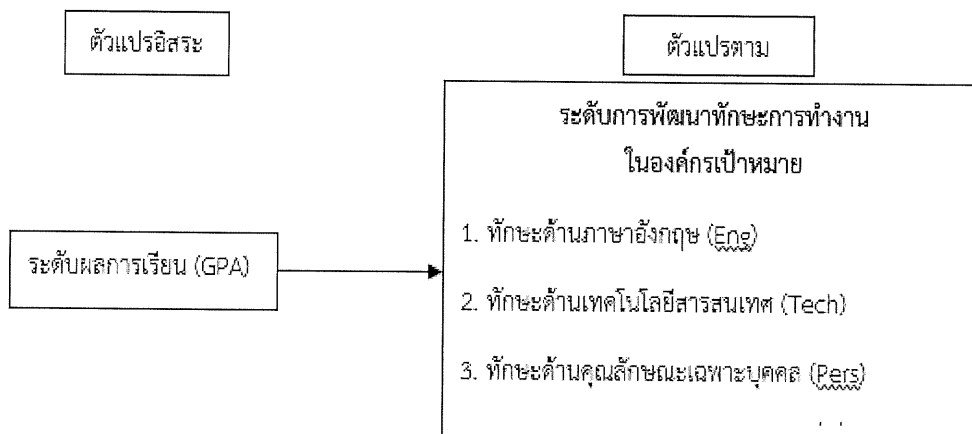 ตัวแปรอิสระ
ตัวแปรตาม
ระดับการพัฒนาทักษะการทำงาน
ในองค์กรเป้าหมาย
ระดับผลการเรียน (GPA)
1. ทักษะด้านภาษาอังกฤษ (Eng)
2. ทักษะด้านเทคโนโลยีสารสนเทศ (Tech)
3. ทักษะด้านคุณลักษณะเฉพาะบุคคล (Pers)